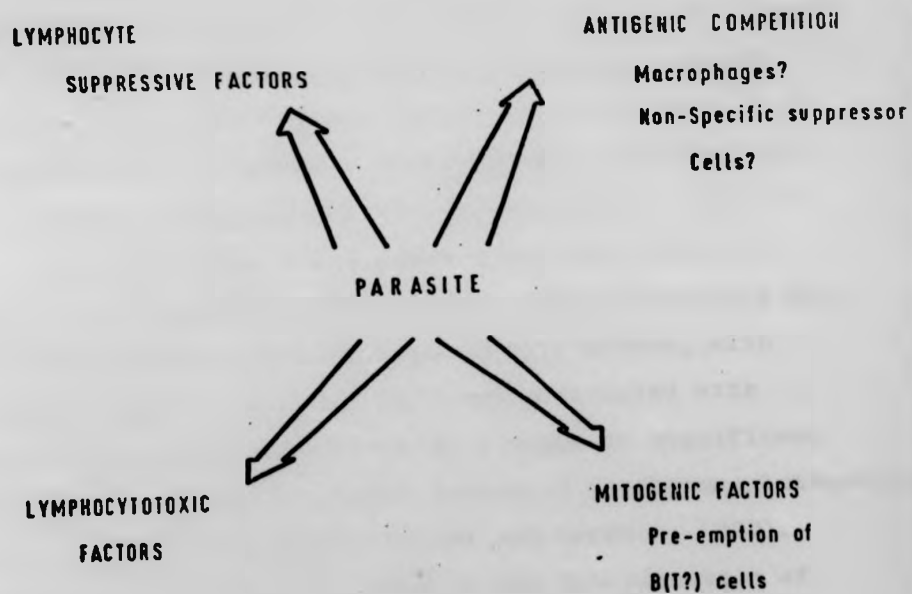 LYMPHOCYTE
SUPPRESSIVE FACTORS
ANTIGENIC COMPETITION
Macrophages?
Non-Specific suppressor
Cells?
PARASITE
LYMPHOCYTOTOXIC
FACTORS
MITOGENIC FACTORS
Pre-emption of
B(T?) cells